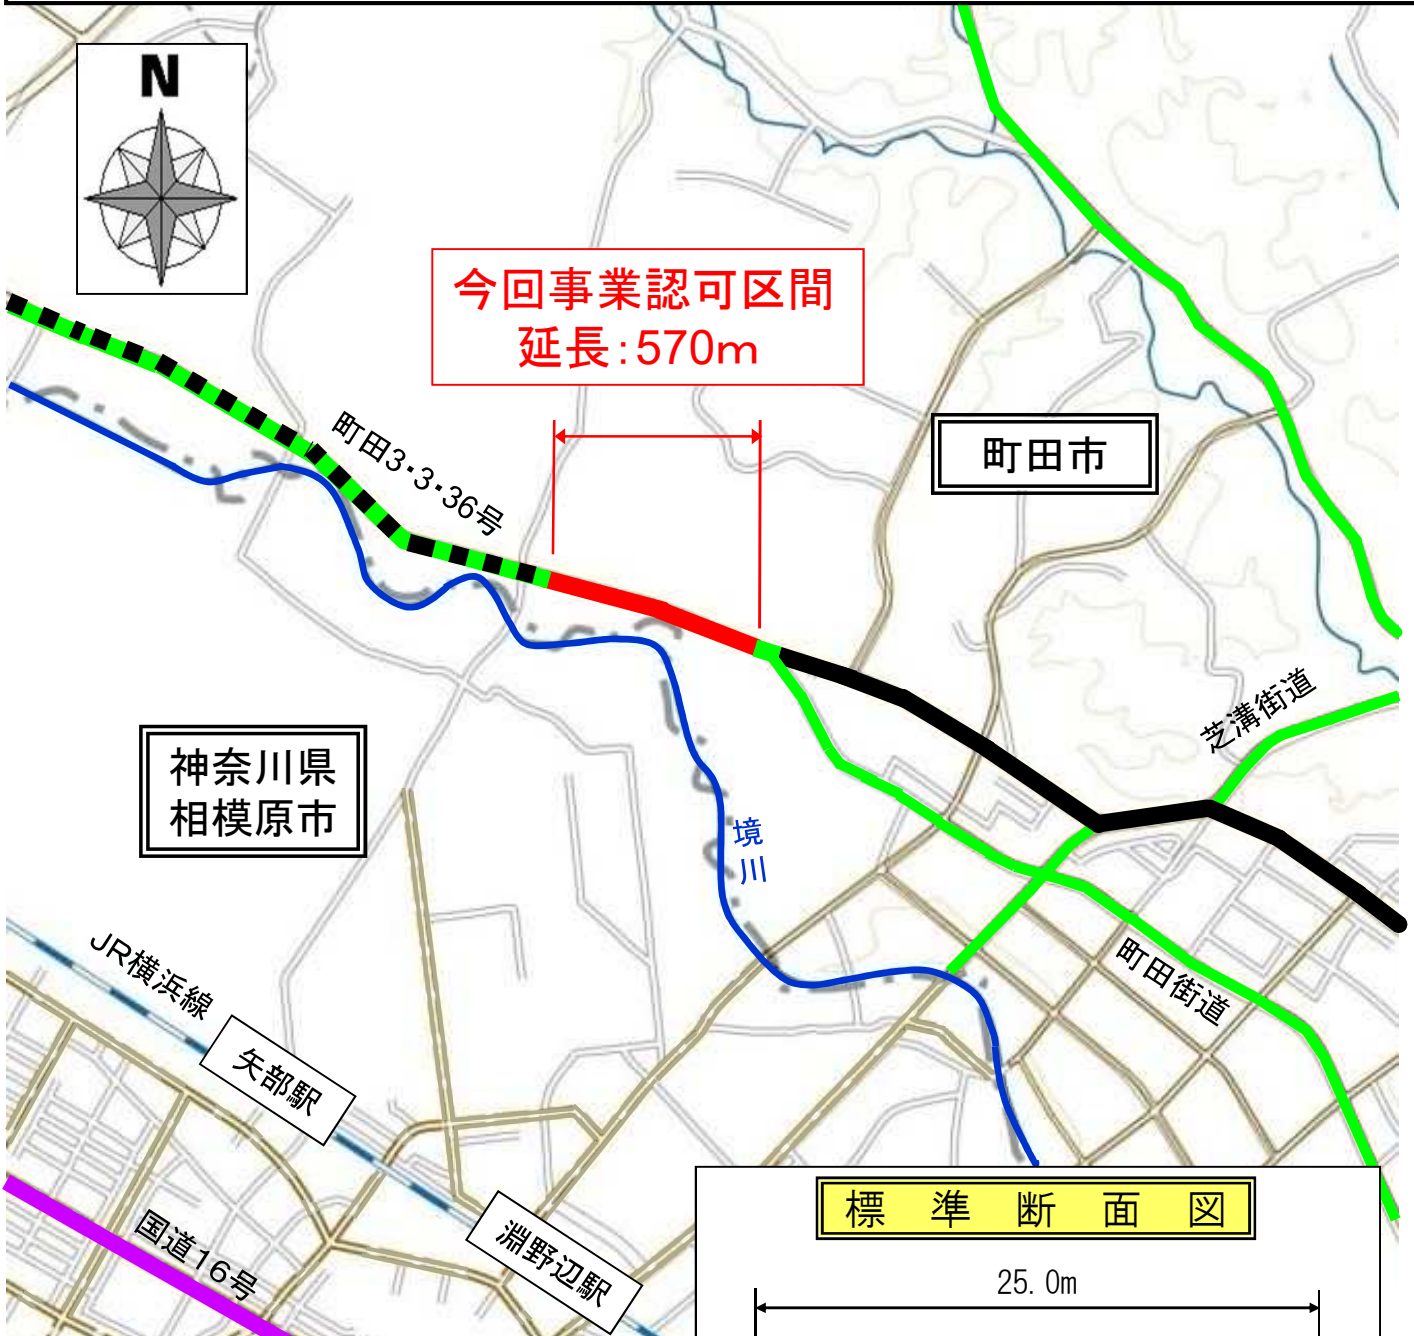 N
今回事業認可区間
延長：570m
町田3・3・36号
町田市
芝溝街道
神奈川県
相模原市
境川
町田街道
JR横浜線
矢部駅
淵野辺駅
国道16号
標準断面図
25.0m